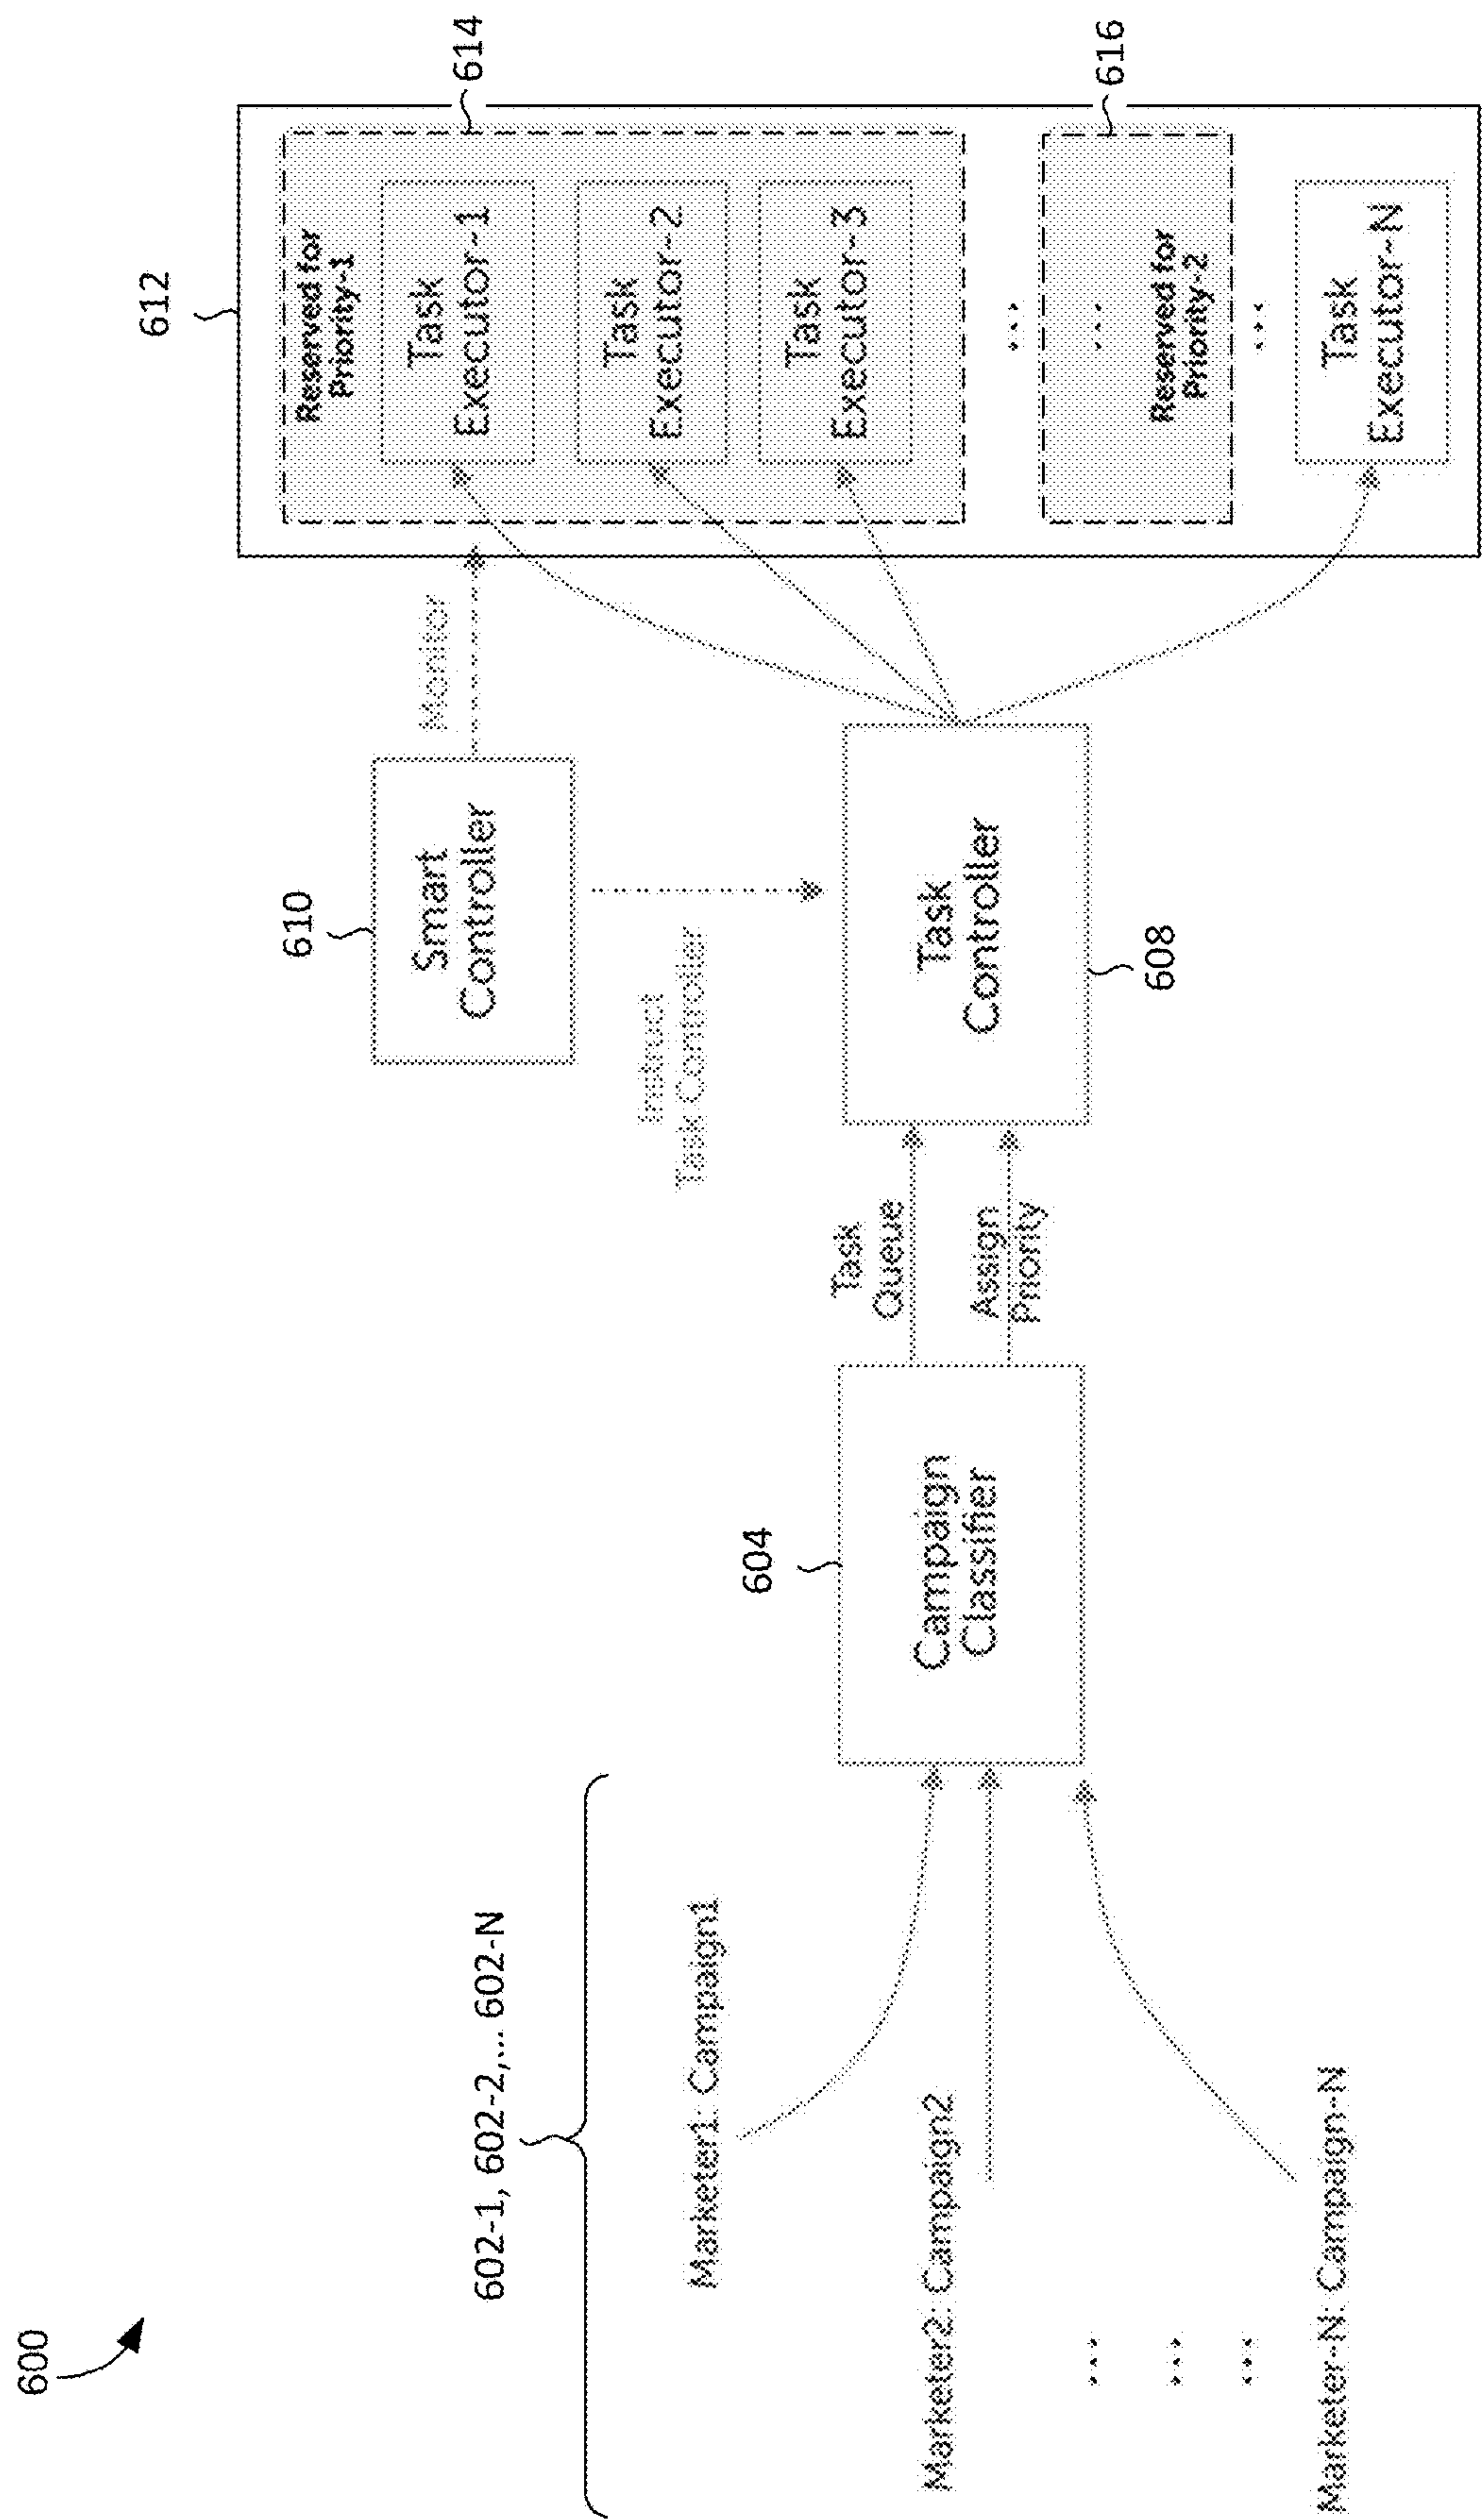 600
602-1, 602-2,... 602-N
Marketer1: Campaign1
Marketer2: Campaign2
...
...
...
Marketer-N: Campaign-N
604
Campaign
Classifier
Task
Queue
Assign
Priority
610
Smart
Controller
Instruct
Task Controller
Monitor
Task
Controller
608
612
614
Reserved for
Priority-1
Task
Executor-1
Task
Executor-2
Task
Executor-3
...
616
...
Reserved for
Priority-2
...
Task
Executor-N